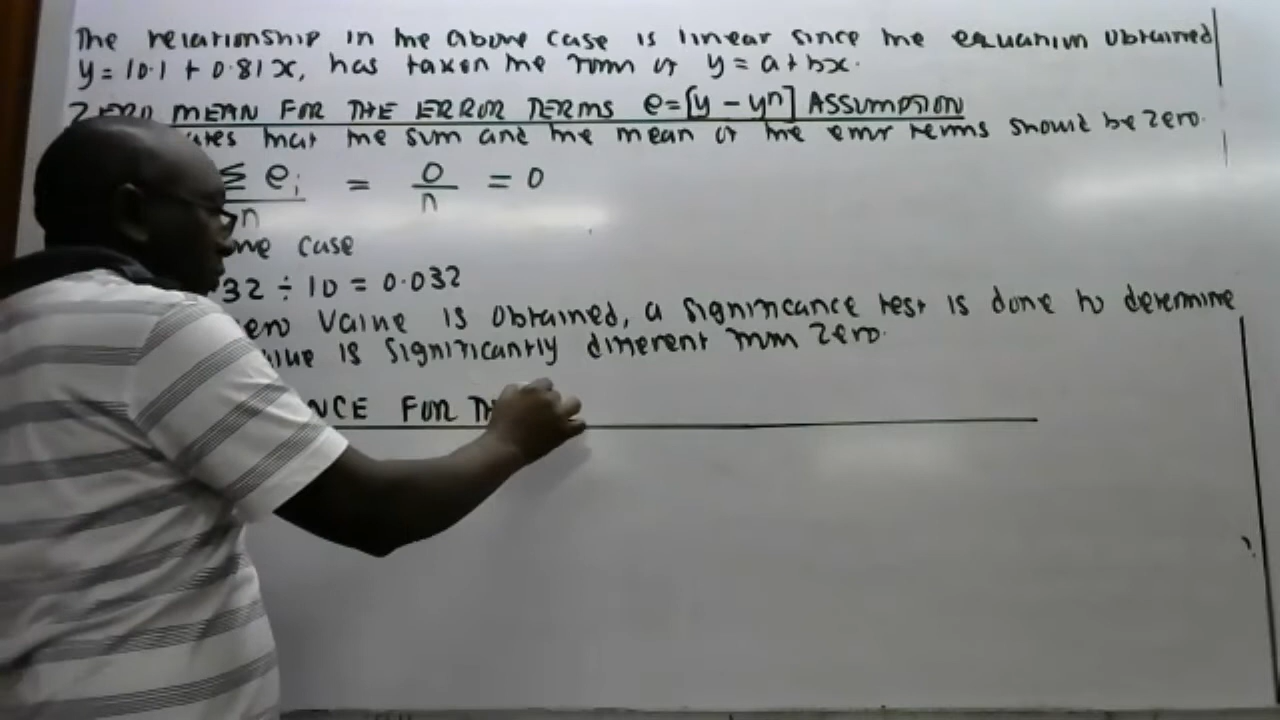 The relationship in the above case is linear since the equation obtained
y = 10.1 + 0.81x, has taken the form of y = a + bx.
ZERO MEAN FOR THE ERROR TERMS e=[y - y^] ASSUMPTION
that the sum and the mean of the error terms should be zero.
Σ ei / n = 0 / n = 0
case
32 ÷ 10 = 0.032
value is obtained, a significance test is done to determine
is significantly different from zero.
FOR